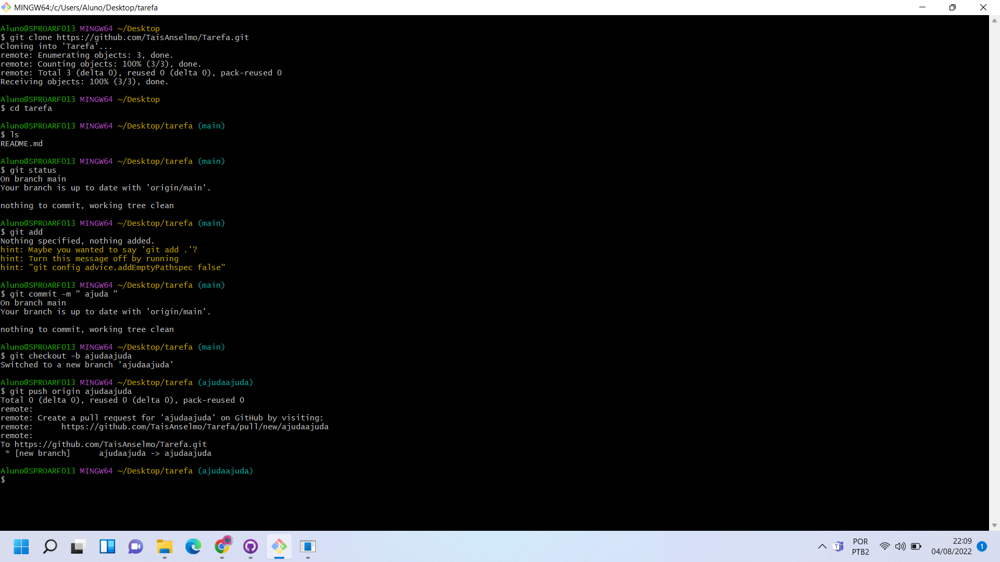 MINGW64:/c/Users/Aluno/Desktop/tarefa
Aluno@SPROARF013 MINGW64 ~/Desktop
$ git clone https://github.com/TaisAnselmo/Tarefa.git
Cloning into 'Tarefa'...
remote: Enumerating objects: 3, done.
remote: Counting objects: 100% (3/3), done.
remote: Total 3 (delta 0), reused 0 (delta 0), pack-reused 0
Receiving objects: 100% (3/3), done.
Aluno@SPROARF013 MINGW64 ~/Desktop
$ cd tarefa
Aluno@SPROARF013 MINGW64 ~/Desktop/tarefa (main)
$ ls
README.md
Aluno@SPROARF013 MINGW64 ~/Desktop/tarefa (main)
$ git status
On branch main
Your branch is up to date with 'origin/main'.
nothing to commit, working tree clean
Aluno@SPROARF013 MINGW64 ~/Desktop/tarefa (main)
$ git add
Nothing specified, nothing added.
hint: Maybe you wanted to say 'git add .'?
hint: Turn this message off by running
hint: "git config advice.addEmptyPathspec false"
Aluno@SPROARF013 MINGW64 ~/Desktop/tarefa (main)
$ git commit -m " ajuda "
On branch main
Your branch is up to date with 'origin/main'.
nothing to commit, working tree clean
Aluno@SPROARF013 MINGW64 ~/Desktop/tarefa (main)
$ git checkout -b ajudaajuda
Switched to a new branch 'ajudaajuda'
Aluno@SPROARF013 MINGW64 ~/Desktop/tarefa (ajudaajuda)
$ git push origin ajudaajuda
Total 0 (delta 0), reused 0 (delta 0), pack-reused 0
remote:
remote: Create a pull request for 'ajudaajuda' on GitHub by visiting:
remote:      https://github.com/TaisAnselmo/Tarefa/pull/new/ajudaajuda
remote:
To https://github.com/TaisAnselmo/Tarefa.git
 * [new branch]      ajudaajuda -> ajudaajuda
Aluno@SPROARF013 MINGW64 ~/Desktop/tarefa (ajudaajuda)
$
POR
PTB2
22:09
04/08/2022
1